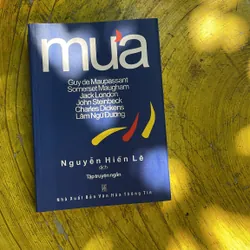 mưa
Guy de Maupassant
Somerset Maugham
Jack London
John Steinbeck
Charles Dickens
Lâm Ngữ Đường
Nguyễn Hiến Lê
dịch
Tập truyện ngắn
Nhà Xuất Bản Văn Hóa Thông Tin